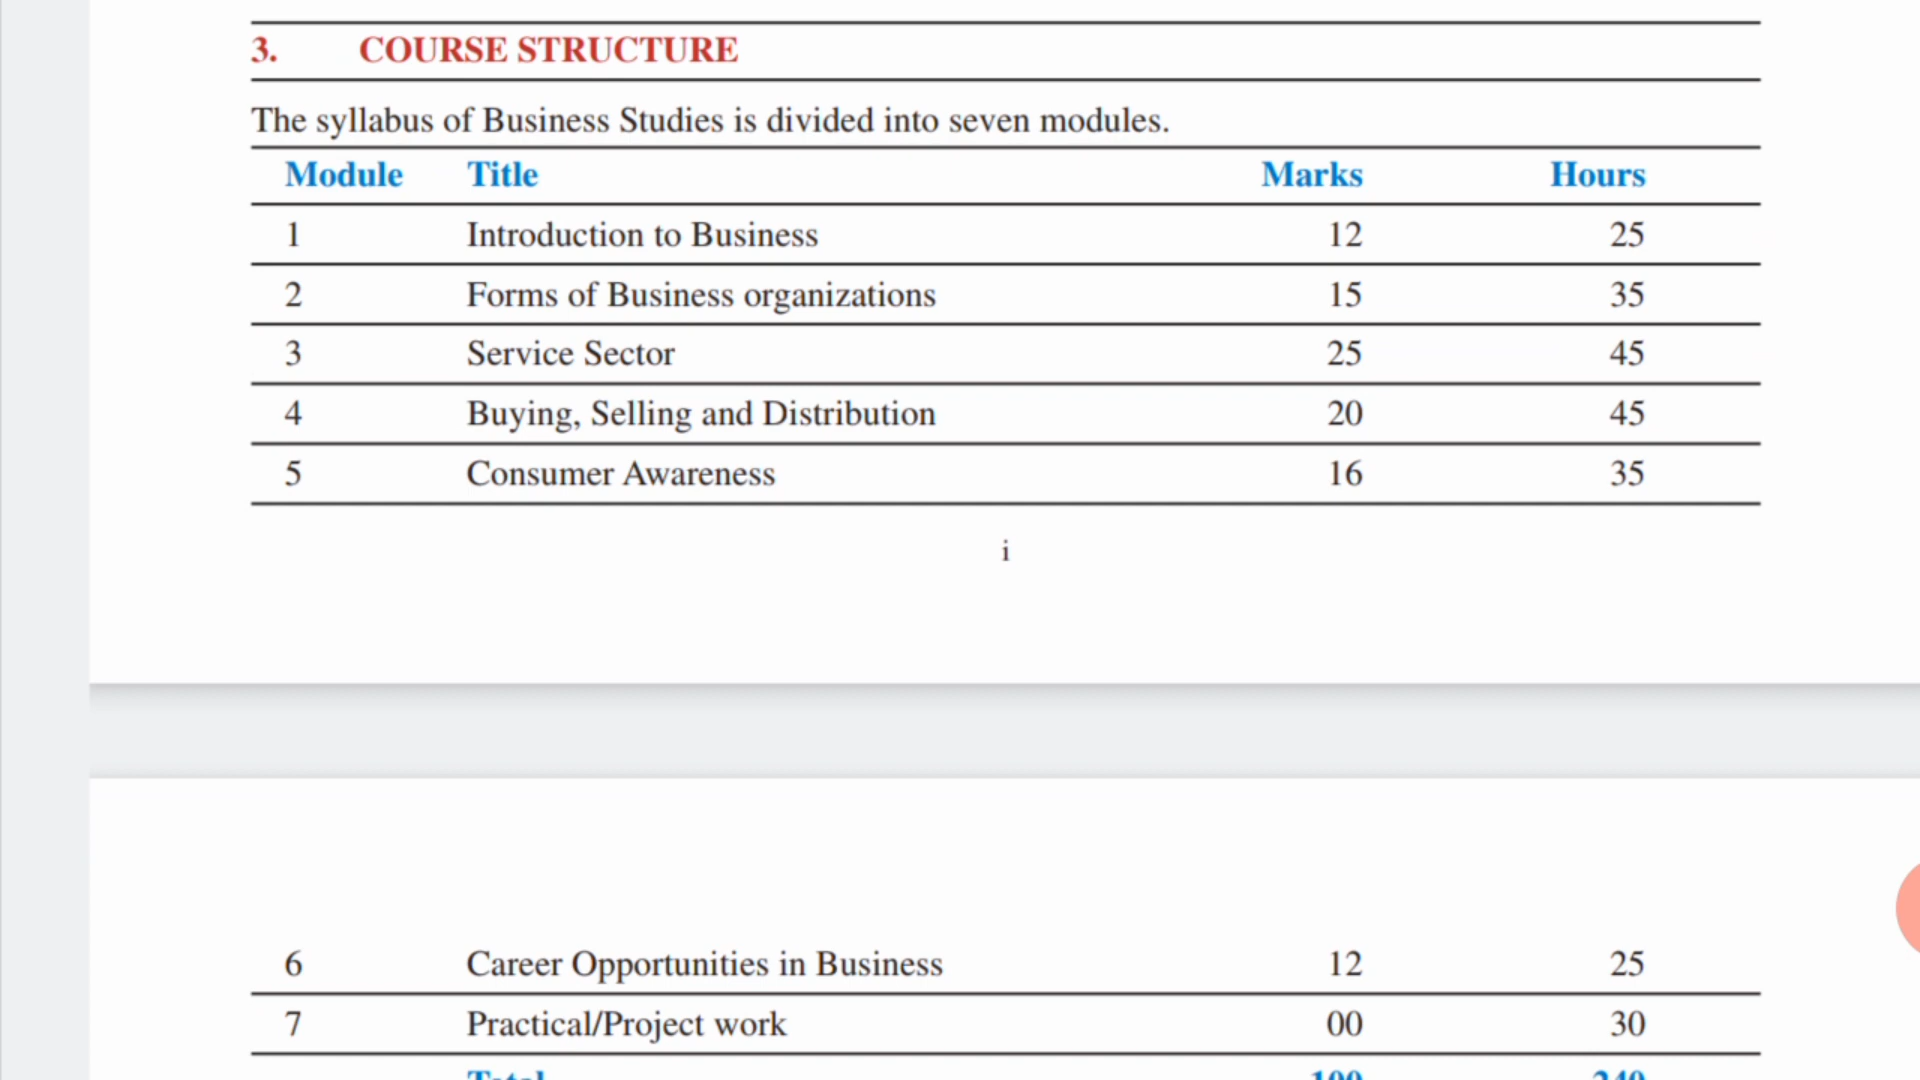 3. COURSE STRUCTURE
The syllabus of Business Studies is divided into seven modules.
Module Title Marks Hours
1 Introduction to Business 12 25
2 Forms of Business organizations 15 35
3 Service Sector 25 45
4 Buying, Selling and Distribution 20 45
5 Consumer Awareness 16 35
i
6 Career Opportunities in Business 12 25
7 Practical/Project work 00 30
Total 100 240